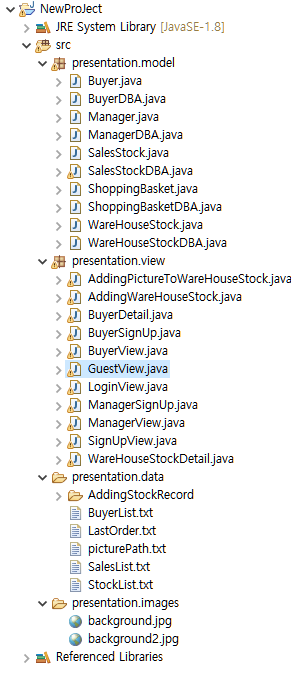 NewProJect
JRE System Library [JavaSE-1.8]
src
presentation.model
Buyer.java
BuyerDBA.java
Manager.java
ManagerDBA.java
SalesStock.java
SalesStockDBA.java
ShoppingBasket.java
ShoppingBasketDBA.java
WareHouseStock.java
WareHouseStockDBA.java
presentation.view
AddingPictureToWareHouseStock.java
AddingWareHouseStock.java
BuyerDetail.java
BuyerSignUp.java
BuyerView.java
GuestView.java
LoginView.java
ManagerSignUp.java
ManagerView.java
SignUpView.java
WareHouseStockDetail.java
presentation.data
AddingStockRecord
BuyerList.txt
LastOrder.txt
picturePath.txt
SalesList.txt
StockList.txt
presentation.images
background.jpg
background2.jpg
Referenced Libraries